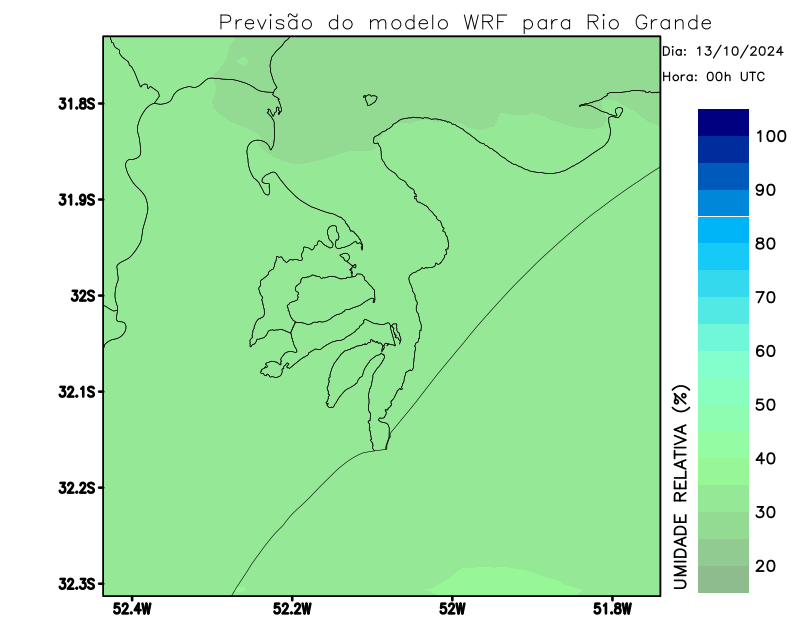 Previsão do modelo WRF para Rio Grande
Dia: 13/10/2024
Hora: 00h UTC
31.8S
31.9S
32S
32.1S
32.2S
32.3S
52.4W
52.2W
52W
51.8W
100
90
80
70
60
50
40
30
20
UMIDADE RELATIVA (%)